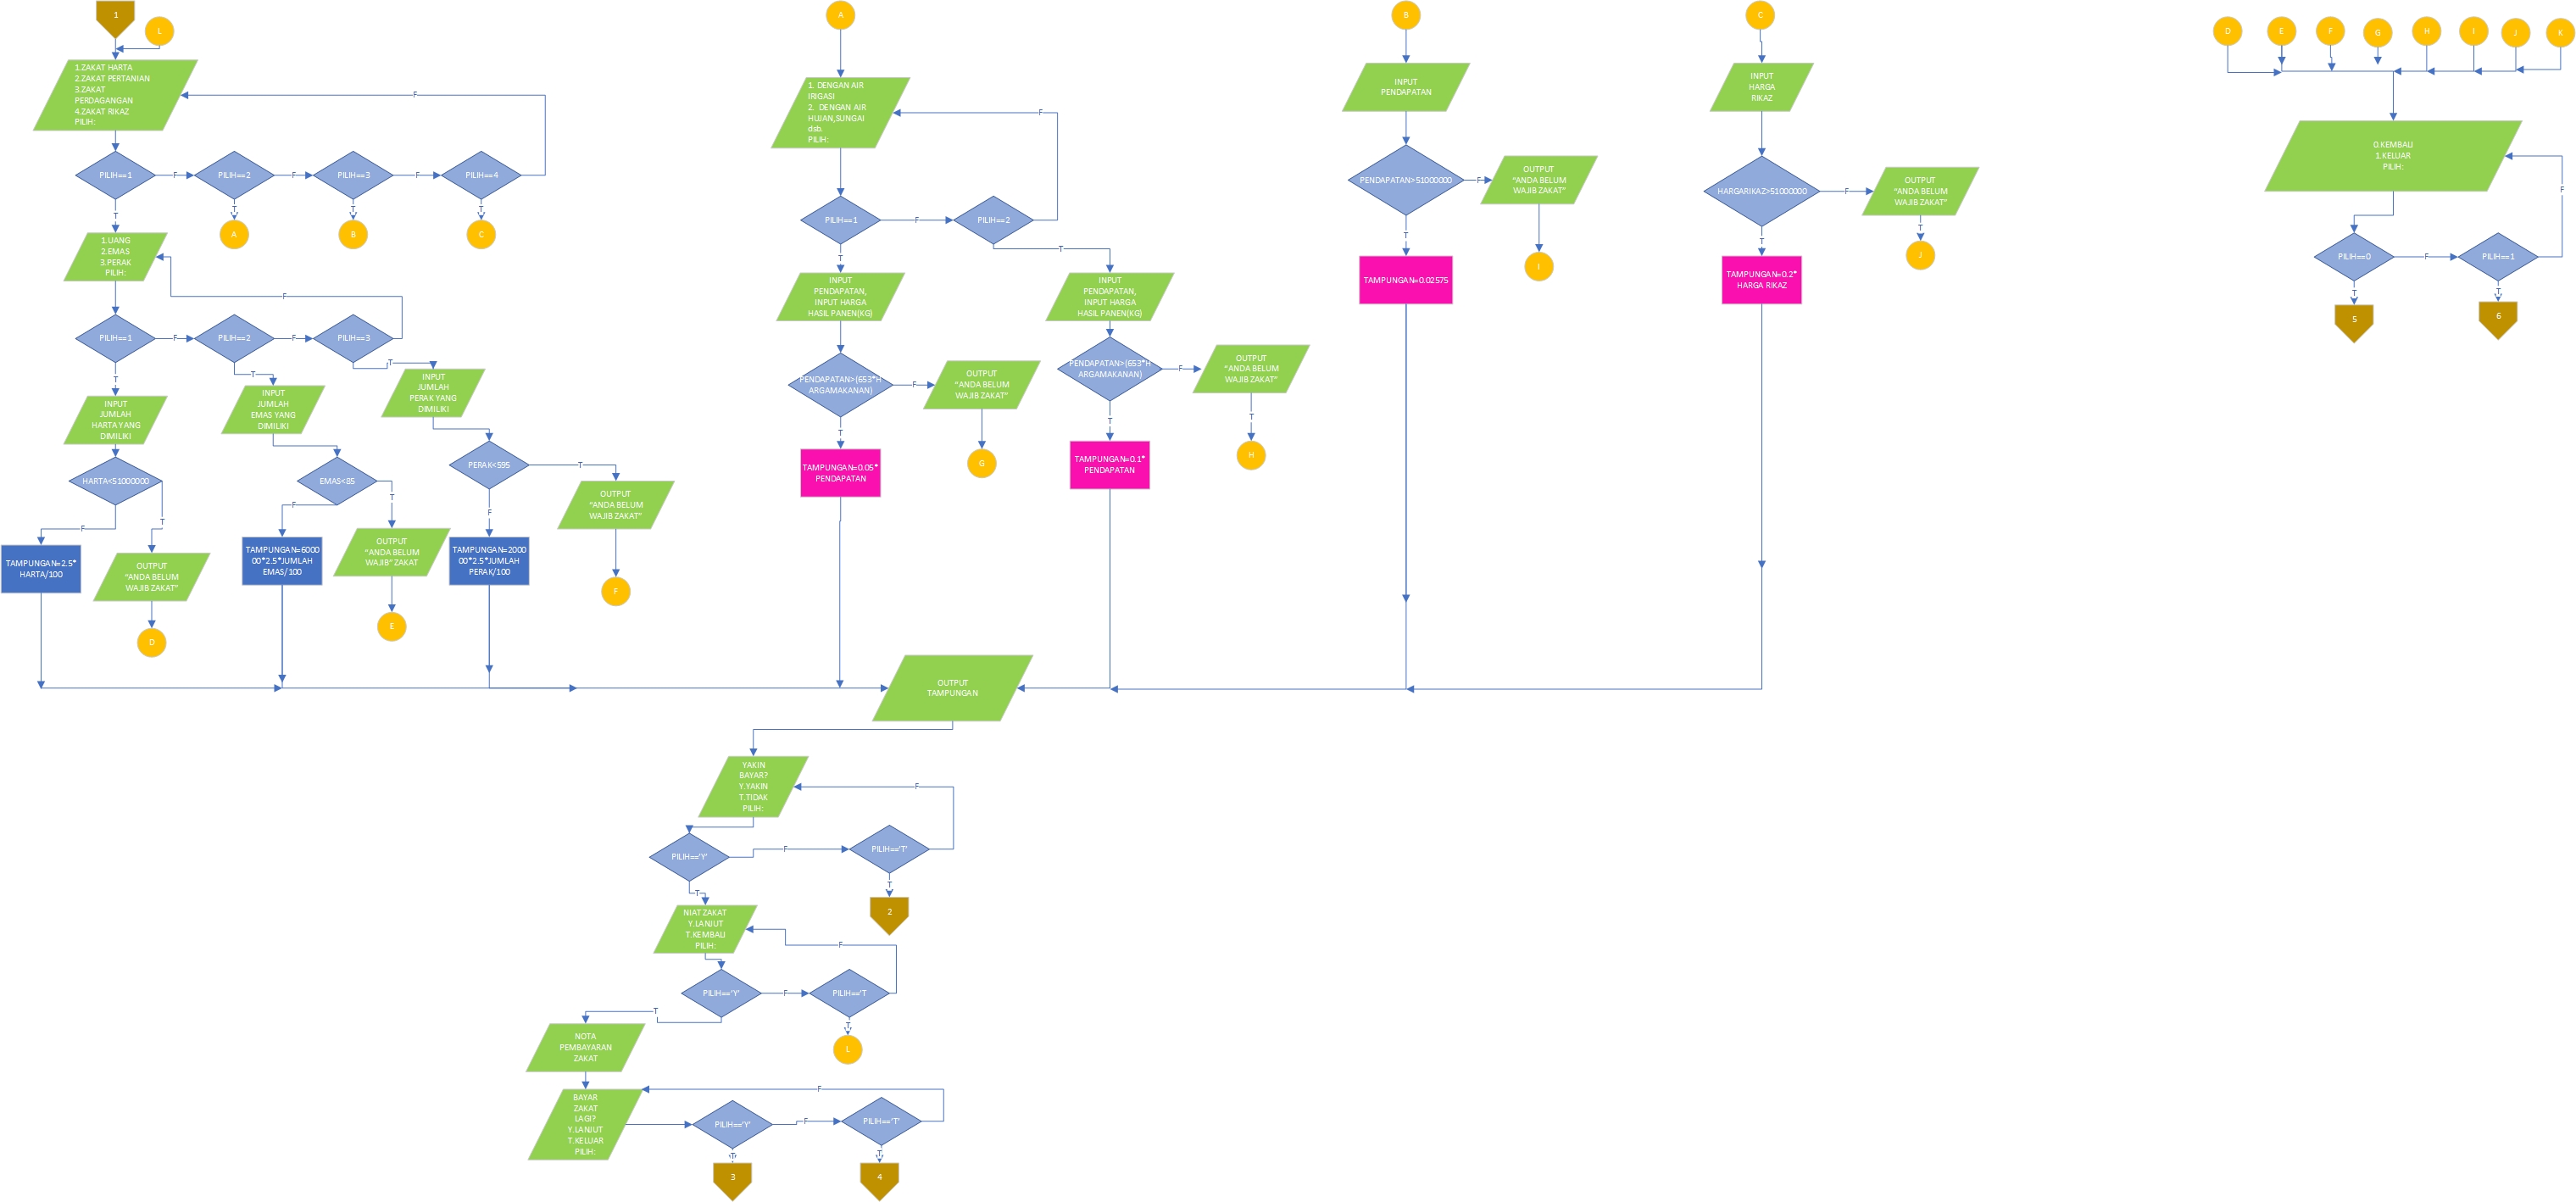 1
L
1.ZAKAT HARTA
2.ZAKAT PERTANIAN
3.ZAKAT
PERDAGANGAN
4.ZAKAT RIKAZ
PILIH:
F
PILIH==1
F
PILIH==2
F
PILIH==3
F
PILIH==4
T
T
T
T
A
B
C
1.UANG
2.EMAS
3.PERAK
PILIH:
F
PILIH==1
F
PILIH==2
F
PILIH==3
T
T
T
INPUT
JUMLAH
HARTA YANG
DIMILIKI
INPUT
JUMLAH
EMAS YANG
DIMILIKI
INPUT
JUMLAH
PERAK YANG
DIMILIKI
HARTA<51000000
EMAS<85
PERAK<595
F
T
F
T
F
T
TAMPUNGAN=2.5*
HARTA/100
OUTPUT
"ANDA BELUM
WAJIB ZAKAT"
D
TAMPUNGAN=6000
00*2.5*JUMLAH
EMAS/100
OUTPUT
"ANDA BELUM
WAJIB" ZAKAT
E
TAMPUNGAN=2000
00*2.5*JUMLAH
PERAK/100
OUTPUT
"ANDA BELUM
WAJIB ZAKAT"
F
A
1. DENGAN AIR
IRIGASI
2. DENGAN AIR
HUJAN,SUNGAI
dsb.
PILIH:
F
PILIH==1
F
PILIH==2
T
T
INPUT
PENDAPATAN,
INPUT HARGA
HASIL PANEN(KG)
INPUT
PENDAPATAN,
INPUT HARGA
HASIL PANEN(KG)
PENDAPATAN>(653*H
ARGAMAKANAN)
F
OUTPUT
"ANDA BELUM
WAJIB ZAKAT"
G
T
TAMPUNGAN=0.05*
PENDAPATAN
PENDAPATAN>(653*H
ARGAMAKANAN)
F
OUTPUT
"ANDA BELUM
WAJIB ZAKAT"
T
H
T
TAMPUNGAN=0.1*
PENDAPATAN
B
INPUT
PENDAPATAN
PENDAPATAN>51000000
F
OUTPUT
"ANDA BELUM
WAJIB ZAKAT"
I
T
TAMPUNGAN=0.02575
C
INPUT
HARGA
RIKAZ
HARGARIKAZ>51000000
F
OUTPUT
"ANDA BELUM
WAJIB ZAKAT"
T
J
T
TAMPUNGAN=0.2*
HARGA RIKAZ
D
E
F
G
H
I
J
K
0.KEMBALI
1.KELUAR
PILIH:
F
PILIH==0
F
PILIH==1
T
T
5
6
OUTPUT
TAMPUNGAN
YAKIN
BAYAR?
Y.YAKIN
T.TIDAK
PILIH:
F
PILIH=='Y'
F
PILIH=='T'
T
T
2
NIAT ZAKAT
Y.LANJUT
T.KEMBALI
PILIH:
F
PILIH=='Y'
F
PILIH=='T
T
T
L
NOTA
PEMBAYARAN
ZAKAT
BAYAR
ZAKAT
LAGI?
Y.LANJUT
T.KELUAR
PILIH:
F
PILIH=='Y'
F
PILIH=='T'
T
T
3
4